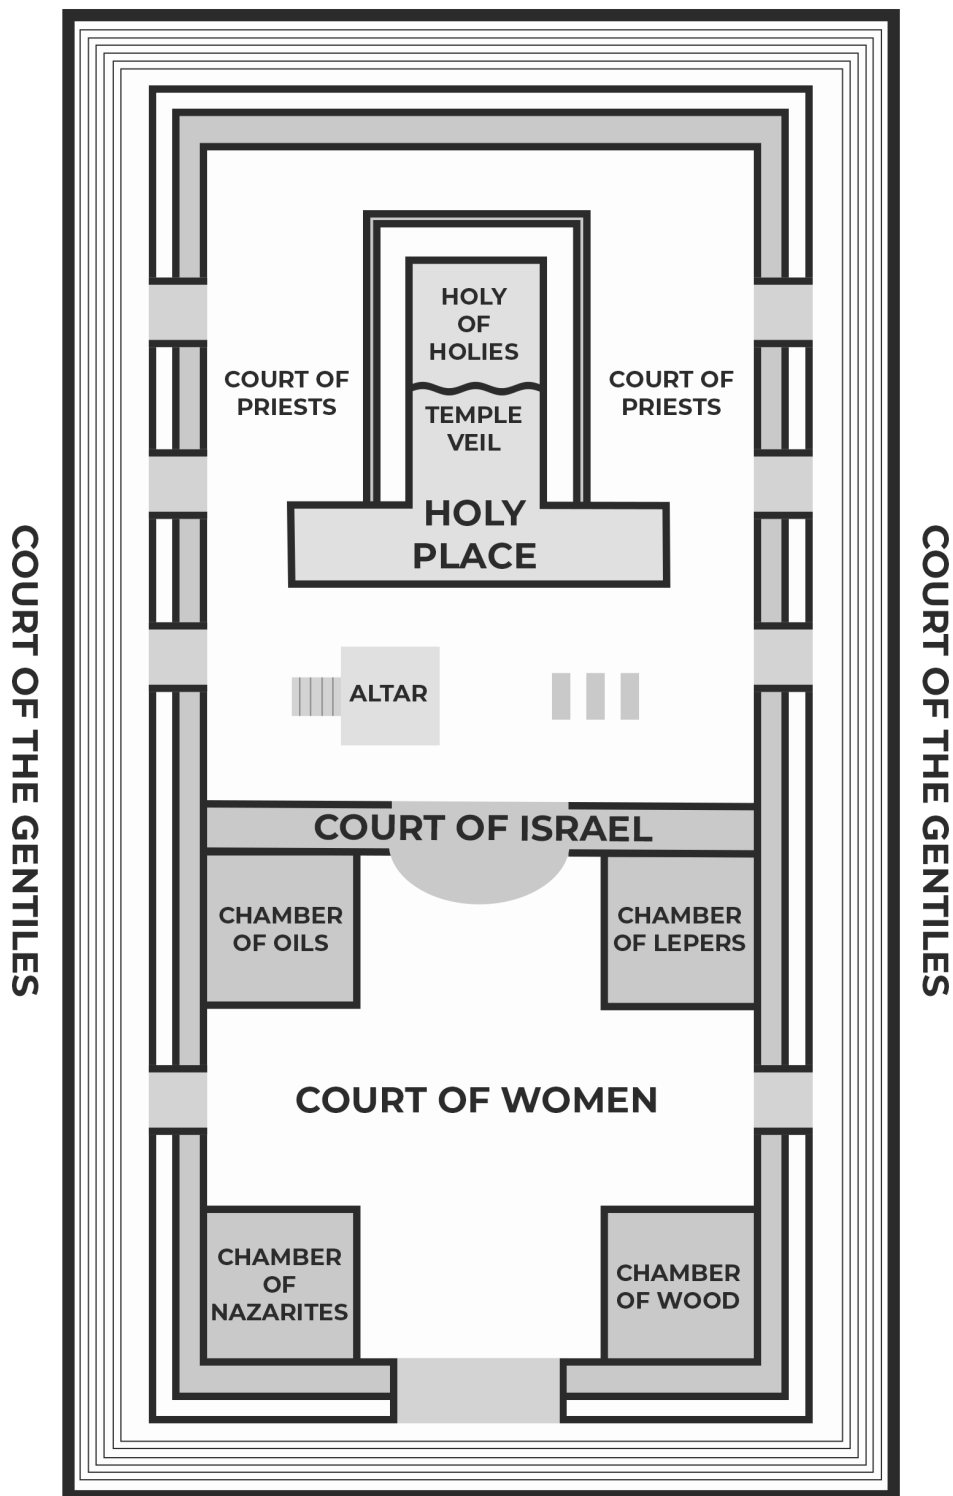 HOLY
OF
HOLIES
COURT OF
PRIESTS
COURT OF
PRIESTS
TEMPLE
VEIL
HOLY
PLACE
COURT OF THE GENTILES
COURT OF THE GENTILES
ALTAR
COURT OF ISRAEL
CHAMBER
OF OILS
CHAMBER
OF LEPERS
COURT OF WOMEN
CHAMBER
OF
NAZARITES
CHAMBER
OF WOOD